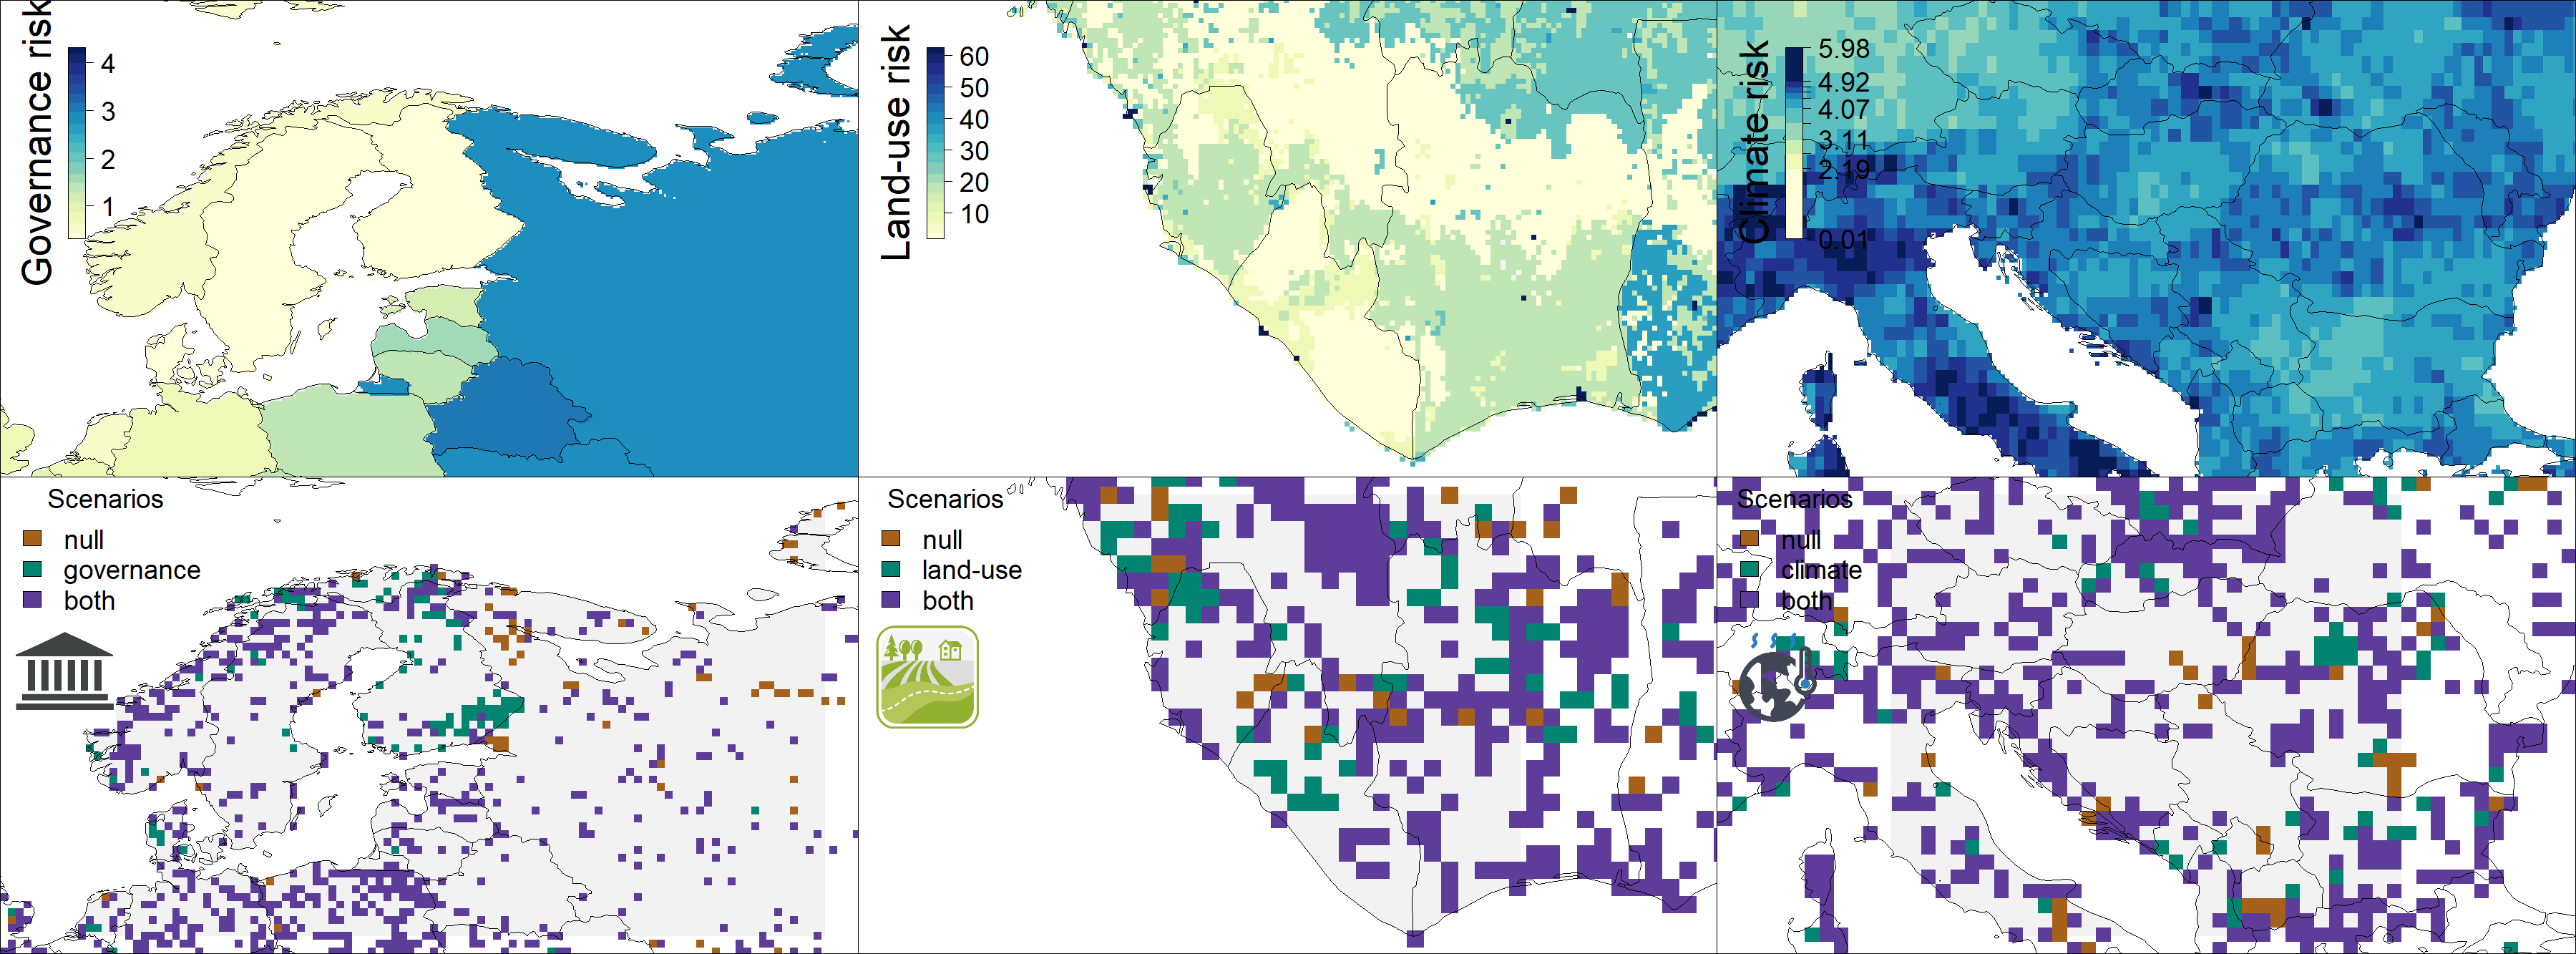 Governance risk
4
3
2
1
Land-use risk
60
50
40
30
20
10
Climate risk
5.98
4.92
4.07
3.11
2.19
0.01
Scenarios
null
governance
both
Scenarios
null
land-use
both
Scenarios
null
climate
both